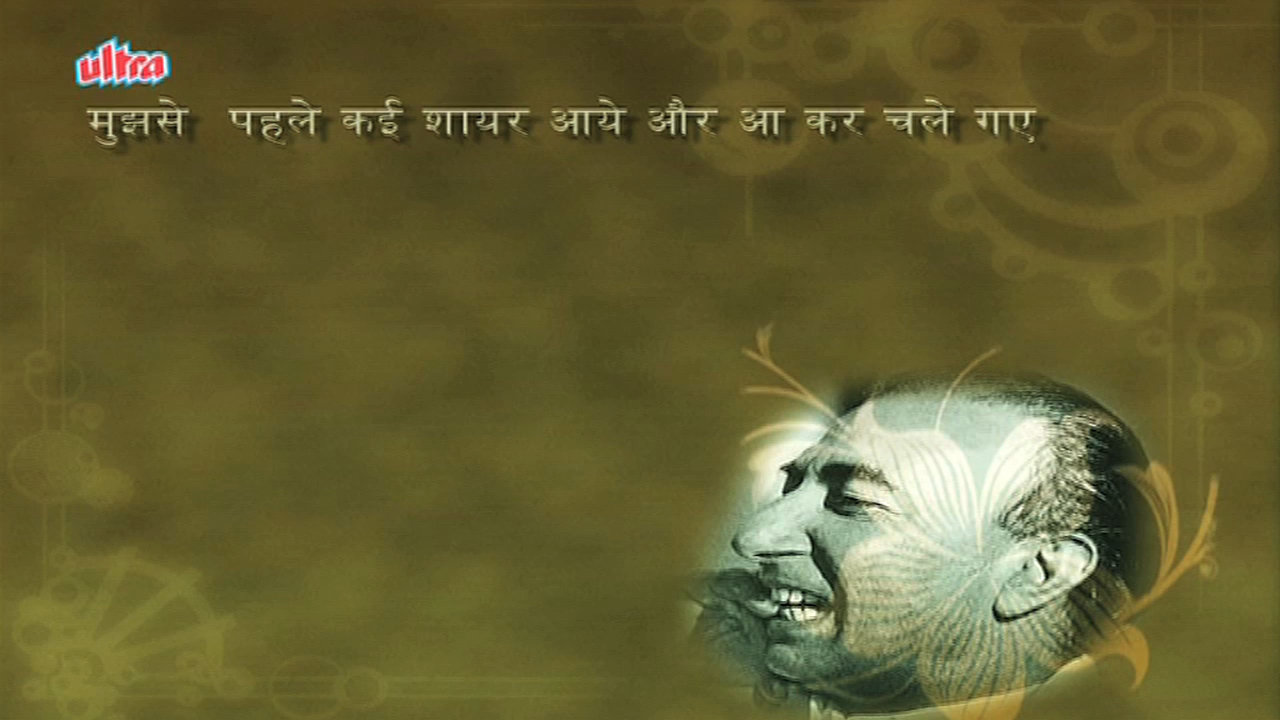 ultra
मुझसे पहले कई शायर आये और आ कर चले गए